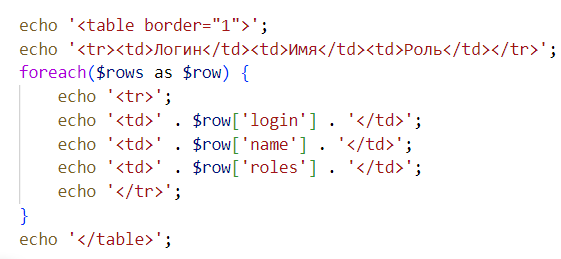 echo '<table border="1">';
echo '<tr><td>Логин</td><td>Имя</td><td>Роль</td></tr>';
foreach($rows as $row) {
    echo '<tr>';
    echo '<td>' . $row['login'] . '</td>';
    echo '<td>' . $row['name'] . '</td>';
    echo '<td>' . $row['roles'] . '</td>';
    echo '</tr>';
}
echo '</table>';